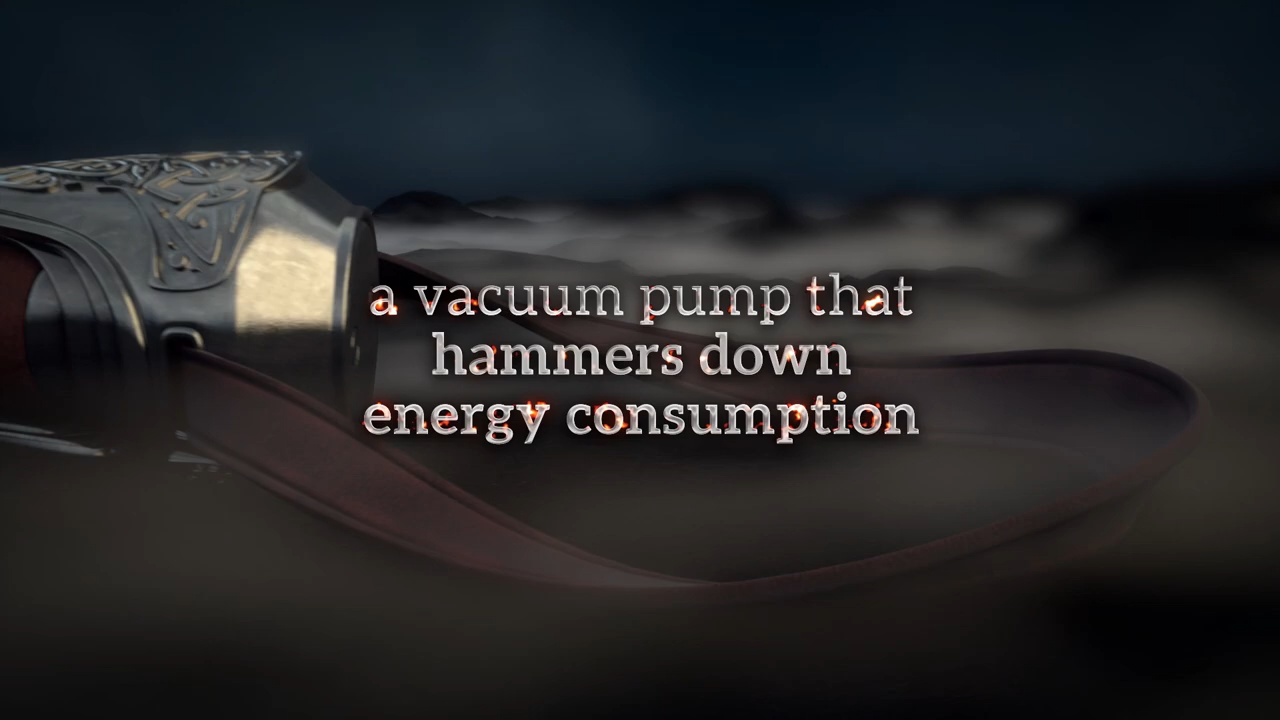 a vacuum pump that
hammers down
energy consumption